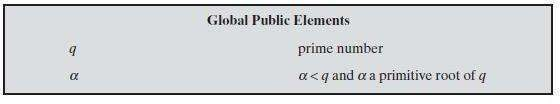 Global Public Elements
q prime number
α α < q and α a primitive root of q